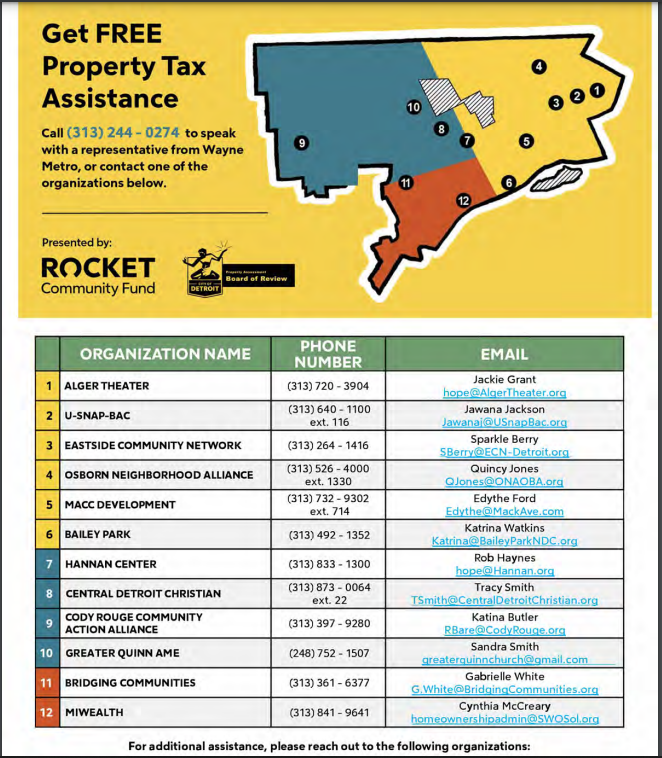 Get FREE
Property Tax
Assistance
Call (313) 244 - 0274 to speak
with a representative from Wayne
Metro, or contact one of the
organizations below.
Presented by:
ROCKET
Community Fund
CITY OF
DETROIT
Property Assessment
Board of Review
1
2
3
4
5
6
7
8
9
10
11
12
ORGANIZATION NAME
PHONE
NUMBER
EMAIL
1 ALGER THEATER (313) 720 - 3904 Jackie Grant
hope@AlgerTheater.org
2 U-SNAP-BAC (313) 640 - 1100
ext. 116
Jawana Jackson
Jawanaj@USnapBac.org
3 EASTSIDE COMMUNITY NETWORK (313) 264 - 1416 Sparkle Berry
SBerry@ECN-Detroit.org
4 OSBORN NEIGHBORHOOD ALLIANCE (313) 526 - 4000
ext. 1330
Quincy Jones
QJones@ONAOBA.org
5 MACC DEVELOPMENT (313) 732 - 9302
ext. 714
Edythe Ford
Edythe@MackAve.com
6 BAILEY PARK (313) 492 - 1352 Katrina Watkins
Katrina@BaileyParkNDC.org
7 HANNAN CENTER (313) 833 - 1300 Rob Haynes
hope@Hannan.org
8 CENTRAL DETROIT CHRISTIAN (313) 873 - 0064
ext. 22
Tracy Smith
TSmith@CentralDetroitChristian.org
9 CODY ROUGE COMMUNITY
ACTION ALLIANCE
(313) 397 - 9280 Katina Butler
RBare@CodyRouge.org
10 GREATER QUINN AME (248) 752 - 1507 Sandra Smith
greaterquinnchurch@gmail.com
11 BRIDGING COMMUNITIES (313) 361 - 6377 Gabrielle White
G.White@BridgingCommunities.org
12 MIWEALTH (313) 841 - 9641 Cynthia McCreary
homeownershipadmin@SWOSol.org
For additional assistance, please reach out to the following organizations: